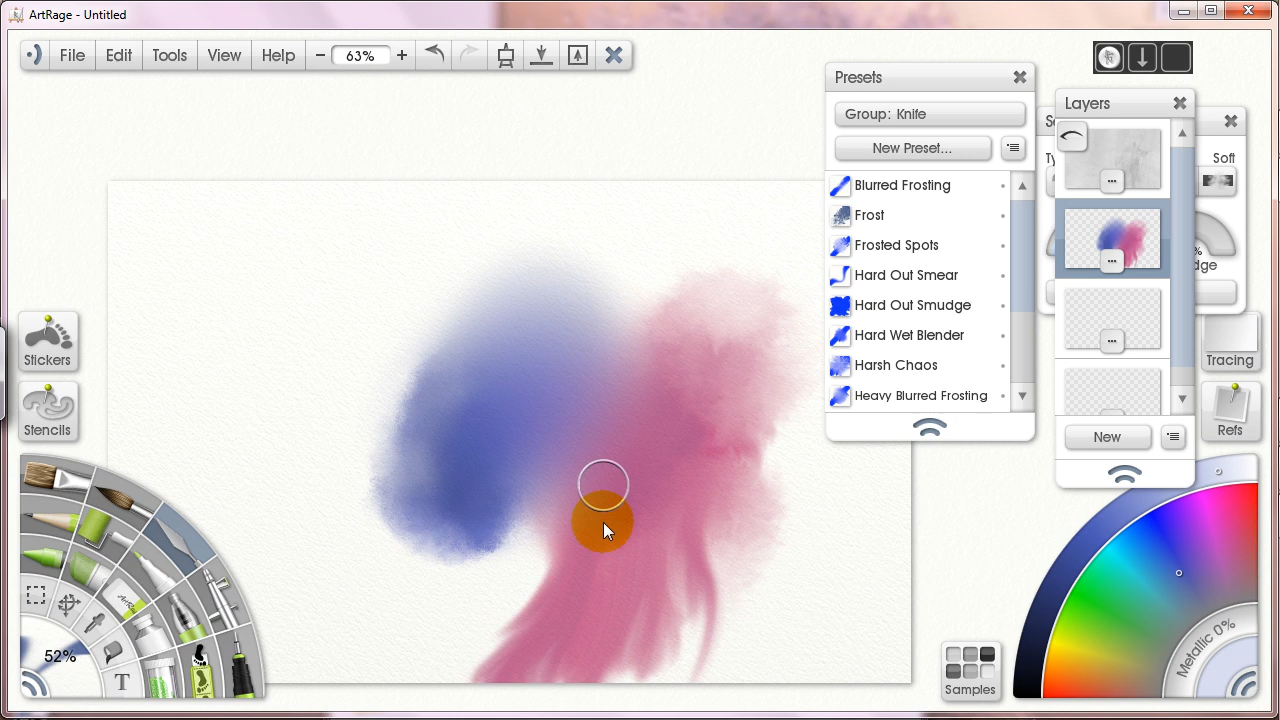 ArtRage - Untitled
File Edit Tools View Help 63%
Presets
Group: Knife
New Preset...
Blurred Frosting
Frost
Frosted Spots
Hard Out Smear
Hard Out Smudge
Hard Wet Blender
Harsh Chaos
Heavy Blurred Frosting
Layers
New
Soft
Tracing
Refs
Stickers
Stencils
ArtRage
T
52%
Samples
Metallic 0%